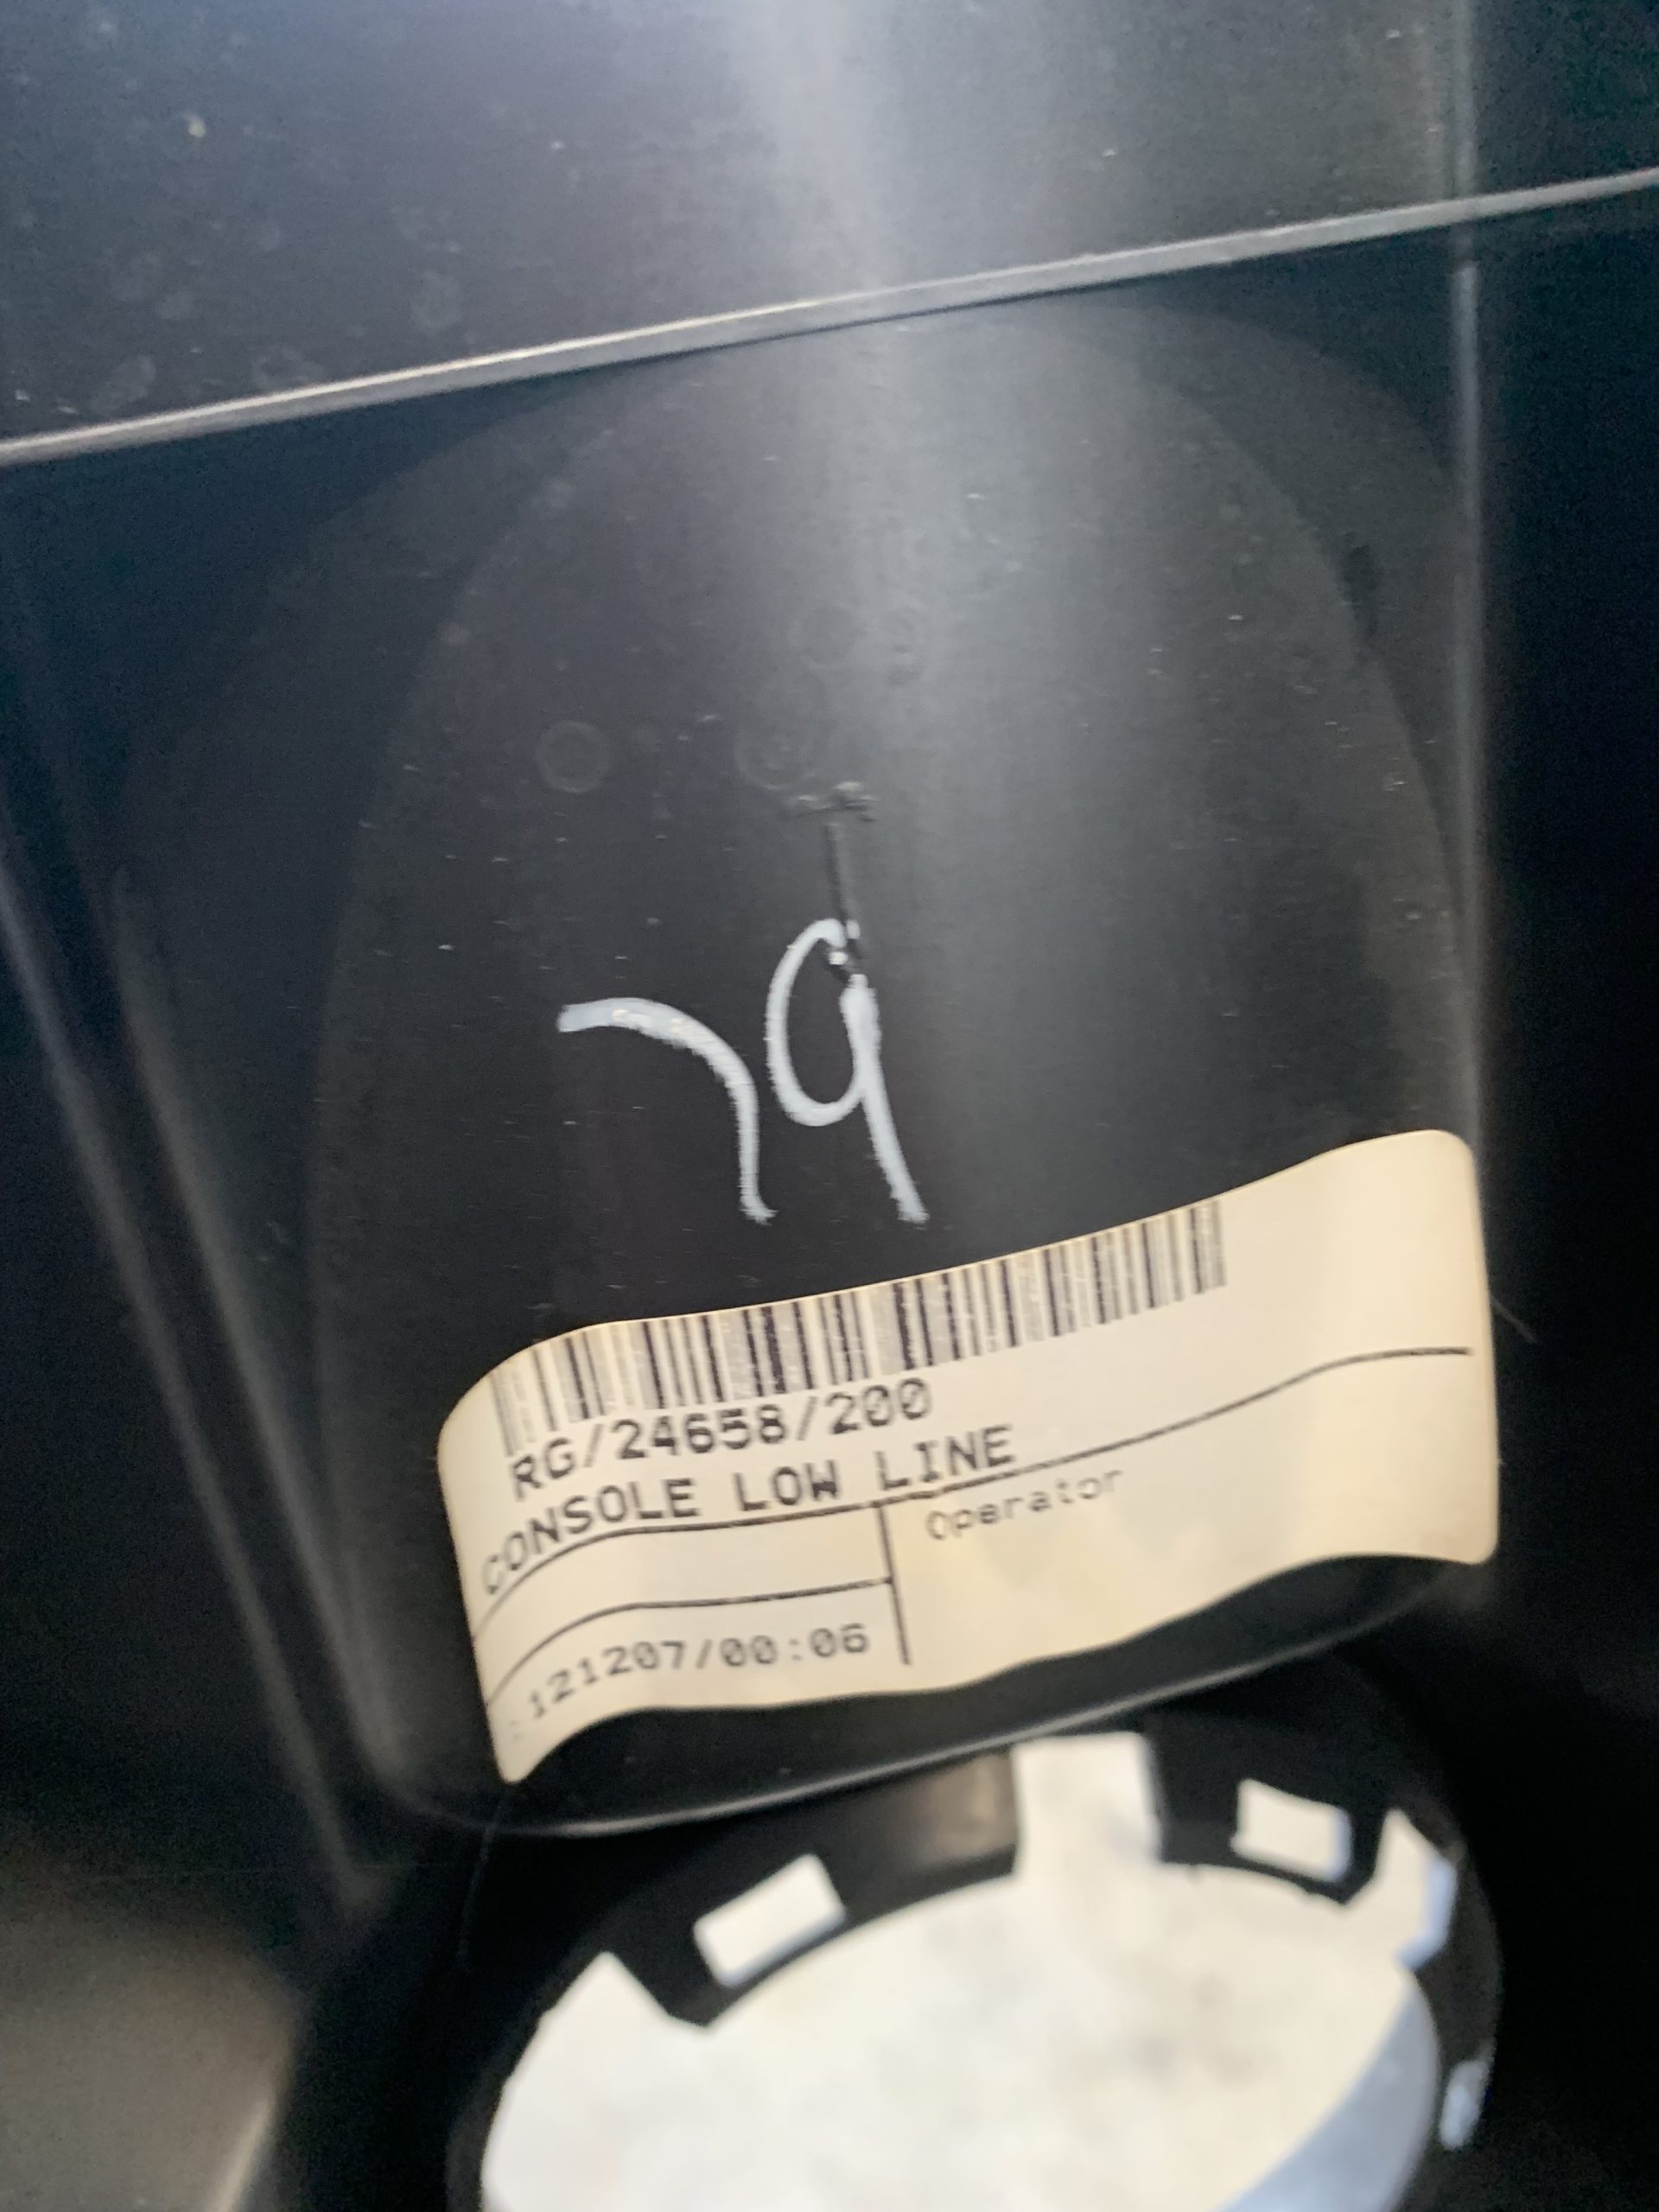 79
RG/24658/200
CONSOLE LOW LINE
Operator
121207/00:06